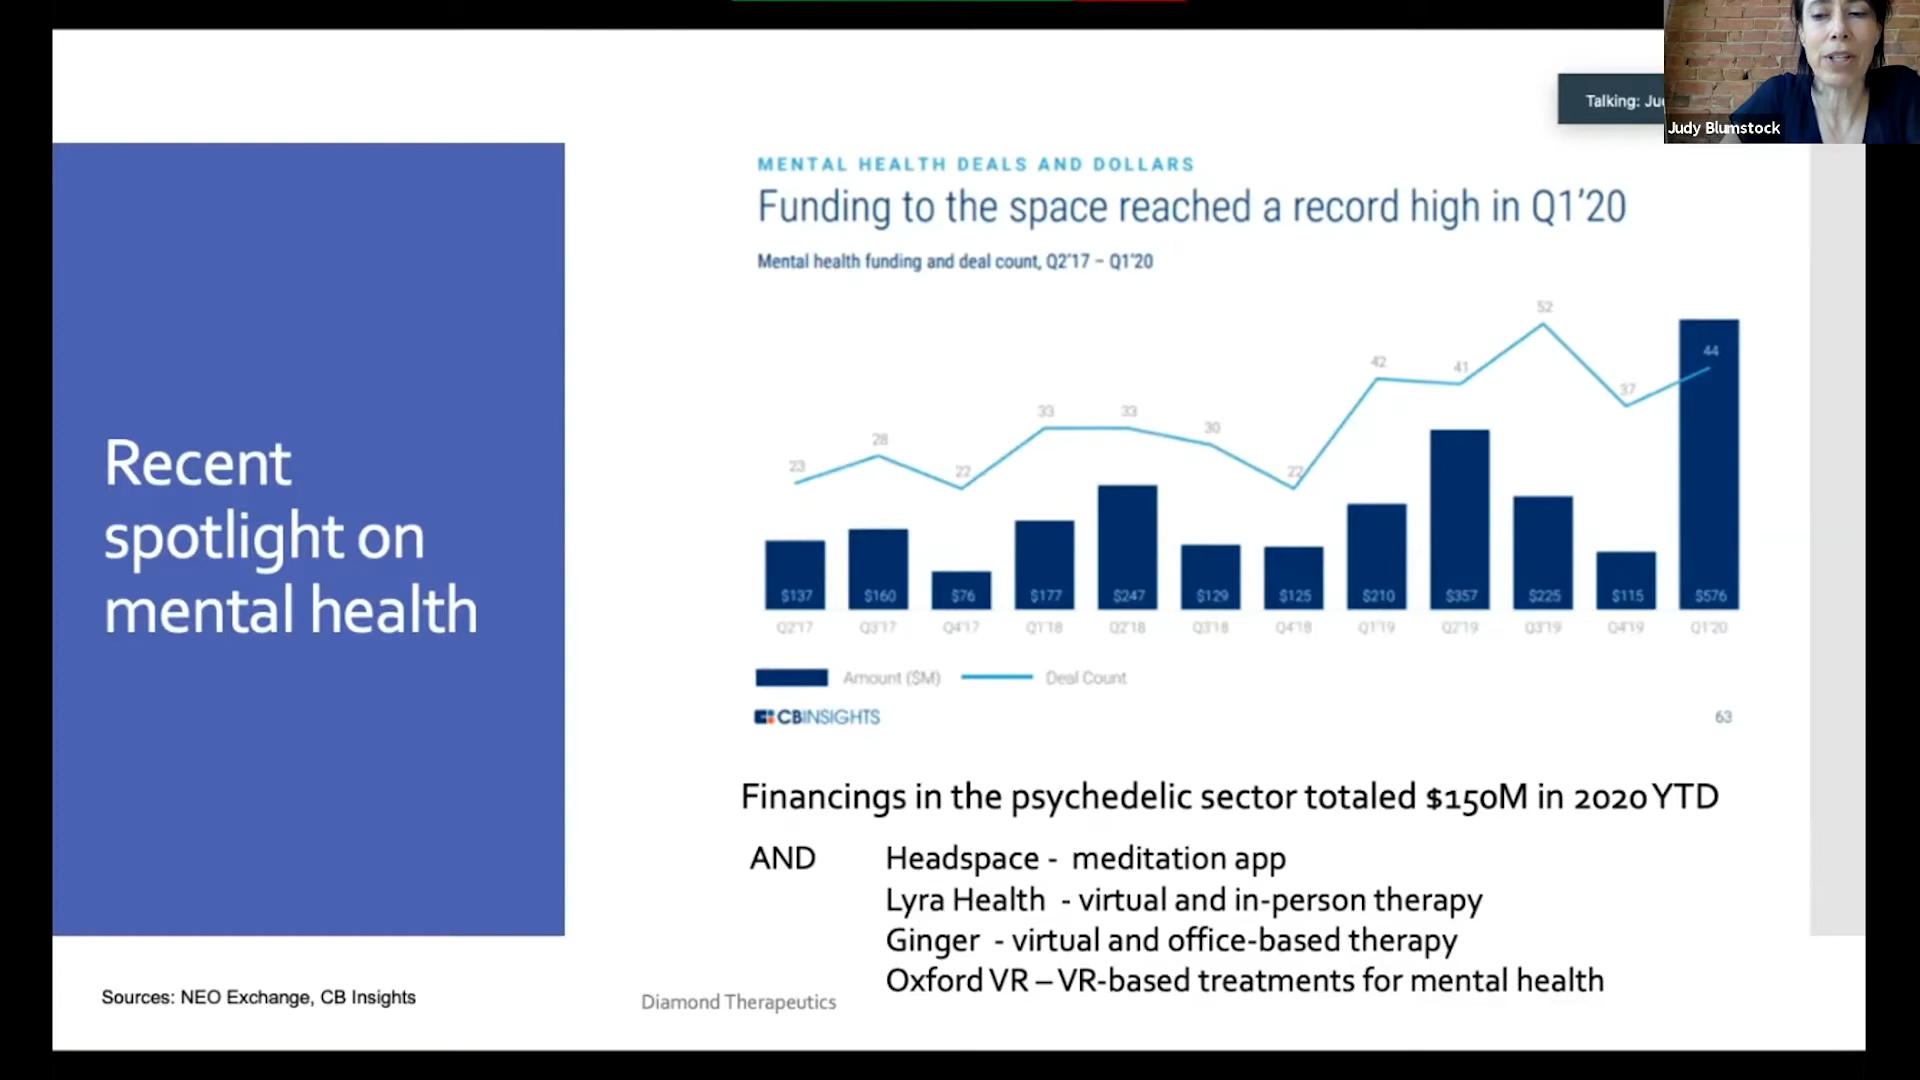 Talking: Ju
Judy Blumstock
MENTAL HEALTH DEALS AND DOLLARS
Funding to the space reached a record high in Q1'20
Mental health funding and deal count, Q2'17 – Q1'20
Recent
spotlight on
mental health
23 28 22 33 33 30 22 42 41 52 37 44
$137 $160 $76 $177 $247 $129 $125 $210 $357 $225 $115 $576
Q2'17 Q3'17 Q4'17 Q1'18 Q2'18 Q3'18 Q4'18 Q1'19 Q2'19 Q3'19 Q4'19 Q1'20
Amount ($M) Deal Count
CBINSIGHTS
63
Financings in the psychedelic sector totaled $150M in 2020 YTD
AND Headspace - meditation app
Lyra Health - virtual and in-person therapy
Ginger - virtual and office-based therapy
Oxford VR – VR-based treatments for mental health
Sources: NEO Exchange, CB Insights
Diamond Therapeutics